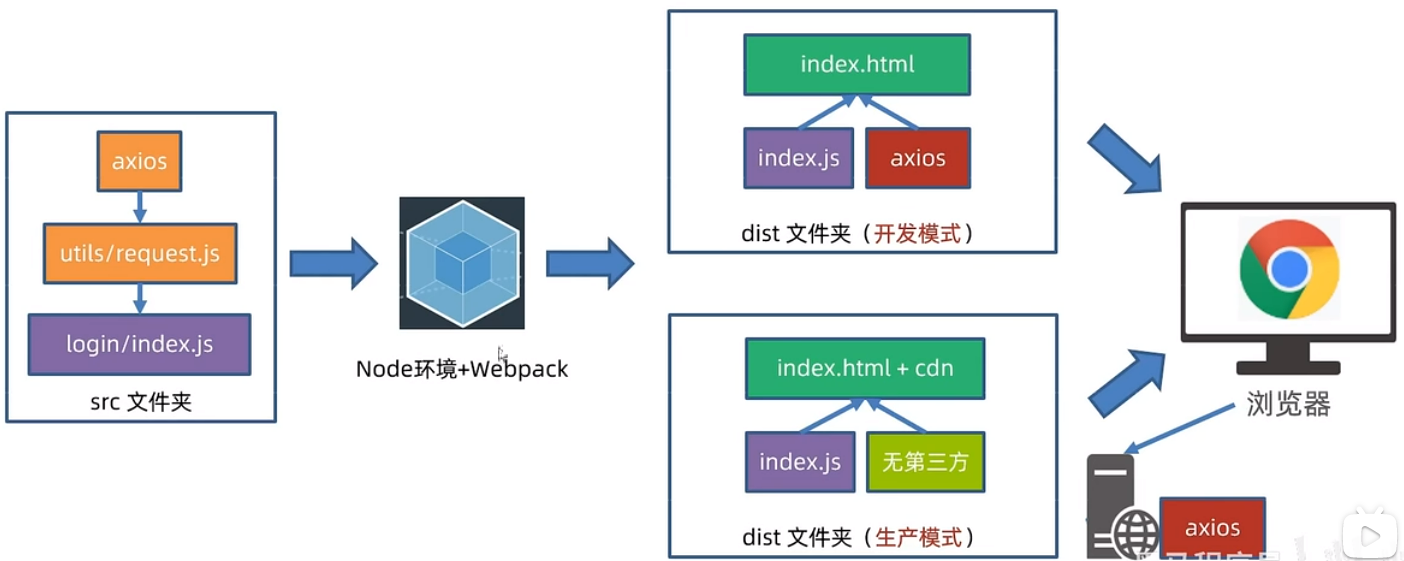 axios
utils/request.js
login/index.js
src 文件夹
Node环境+Webpack
index.html
index.js
axios
dist 文件夹（开发模式）
index.html + cdn
index.js
无第三方
dist 文件夹（生产模式）
浏览器
axios